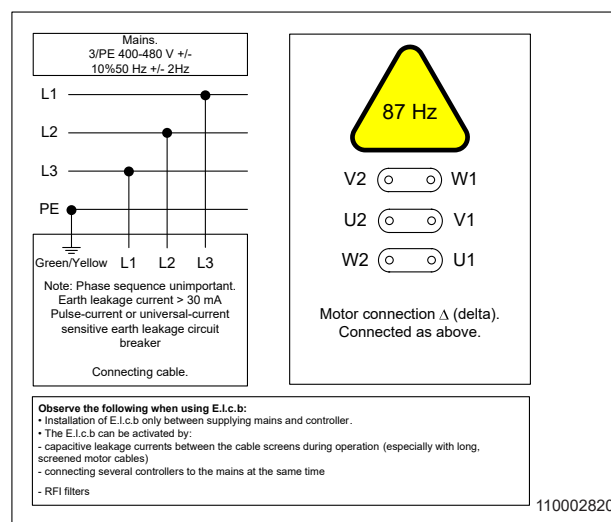 Mains.
3/PE 400-480 V +/-
10%50 Hz +/- 2Hz
L1
L2
L3
PE
Green/Yellow L1 L2 L3
Note: Phase sequence unimportant.
Earth leakage current > 30 mA
Pulse-current or universal-current
sensitive earth leakage circuit
breaker
Connecting cable.
87 Hz
V2 W1
U2 V1
W2 U1
Motor connection Δ (delta).
Connected as above.
Observe the following when using E.l.c.b:
• Installation of E.l.c.b only between supplying mains and controller.
• The E.l.c.b can be activated by:
- capacitive leakage currents between the cable screens during operation (especially with long,
screened motor cables)
- connecting several controllers to the mains at the same time
- RFI filters
110002820